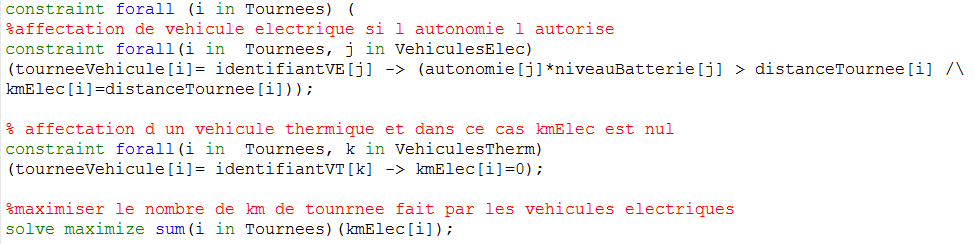 constraint forall (i in Tournees) (
%affectation de vehicule electrique si l autonomie l autorise
constraint forall(i in  Tournees, j in VehiculesElec)
(tourneeVehicule[i]= identifiantVE[j] -> (autonomie[j]*niveauBatterie[j] > distanceTournee[i] /\
kmElec[i]=distanceTournee[i]));
% affectation d un vehicule thermique et dans ce cas kmElec est nul
constraint forall(i in  Tournees, k in VehiculesTherm)
(tourneeVehicule[i]= identifiantVT[k] -> kmElec[i]=0);
%maximiser le nombre de km de tounrnee fait par les vehicules electriques
solve maximize sum(i in Tournees)(kmElec[i]);